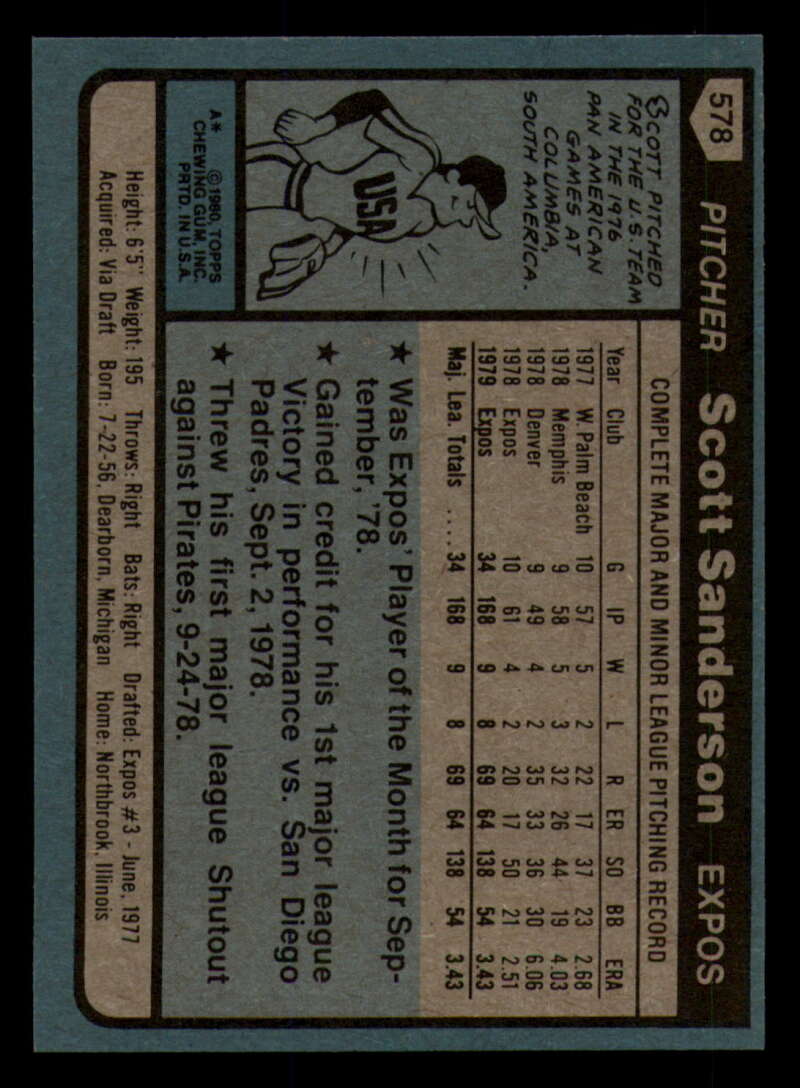 578 PITCHER Scott Sanderson EXPOS
SCOTT PITCHED
FOR THE U.S. TEAM
IN THE 1976
PAN AMERICAN
GAMES AT
COLUMBIA,
SOUTH AMERICA.
USA
A* ©1980, TOPPS
CHEWING GUM, INC.
PRTD. IN U.S.A.
COMPLETE MAJOR AND MINOR LEAGUE PITCHING RECORD
Year Club G IP W L R ER SO BB ERA
1977 W. Palm Beach 10 57 5 2 22 17 37 23 2.68
1978 Memphis 9 58 5 3 32 26 44 19 4.03
1978 Denver 9 49 4 2 35 33 36 30 6.06
1978 Expos 10 61 4 2 20 17 50 21 2.51
1979 Expos 34 168 9 8 69 64 138 54 3.43
Maj. Lea. Totals .... 34 168 9 8 69 64 138 54 3.43
★ Was Expos' Player of the Month for Sep-
tember, '78.
★ Gained credit for his 1st major league
Victory in performance vs. San Diego
Padres, Sept. 2, 1978.
★ Threw his first major league Shutout
against Pirates, 9-24-78.
Height: 6'5" Weight: 195 Throws: Right Bats: Right Drafted: Expos #3 - June, 1977
Acquired: Via Draft Born: 7-22-56, Dearborn, Michigan Home: Northbrook, Illinois